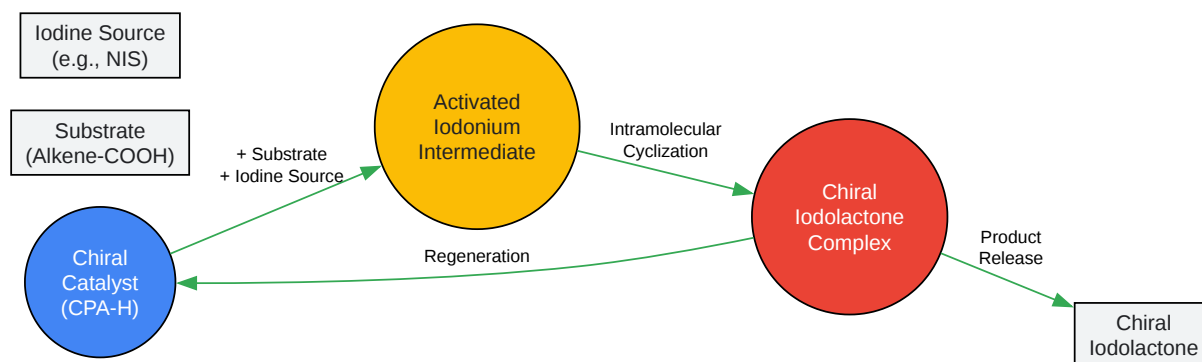 Iodine Source
(e.g., NIS)
Substrate
(Alkene-COOH)
Chiral
Catalyst
(CPA-H)
+ Substrate
+ Iodine Source
Activated
Iodonium
Intermediate
Intramolecular
Cyclization
Chiral
Iodolactone
Complex
Regeneration
Product
Release
Chiral
Iodolactone